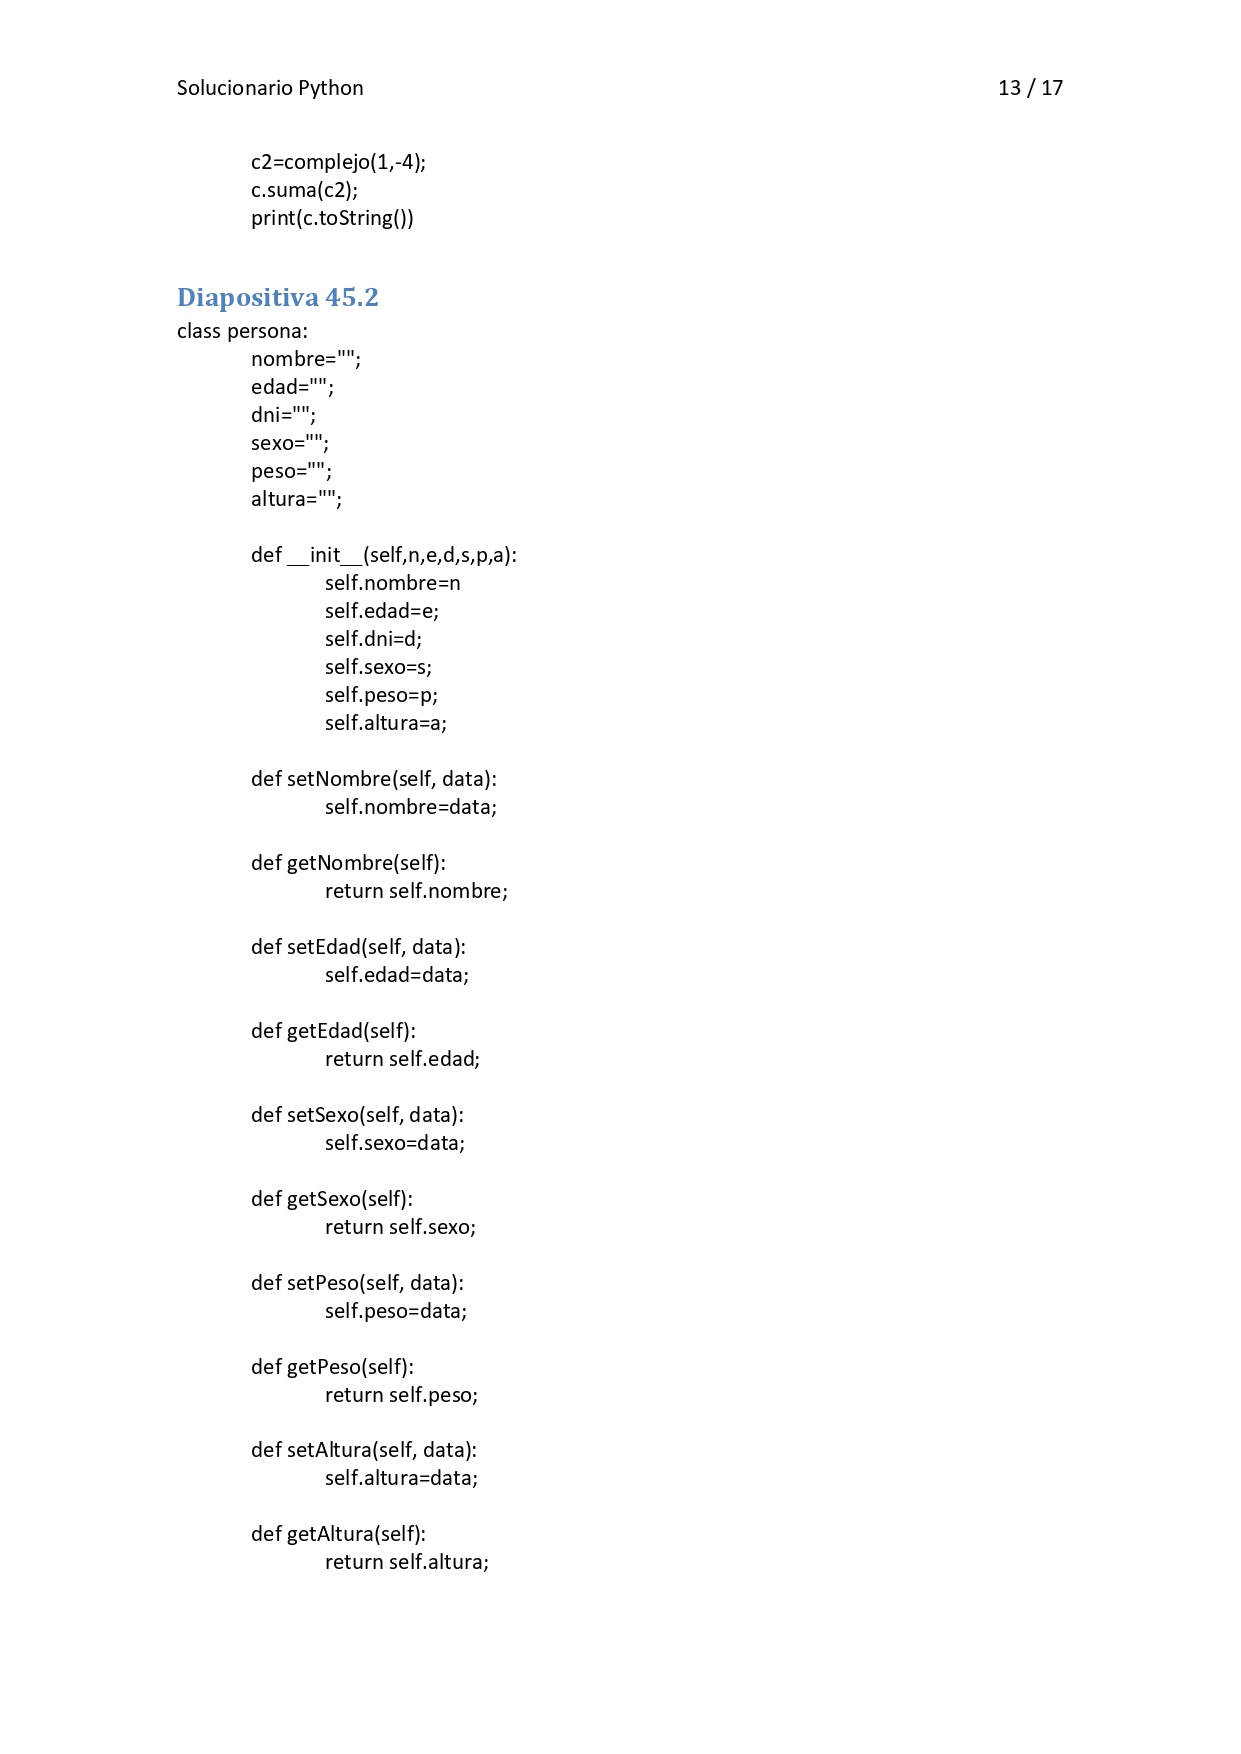 Solucionario Python 13 / 17
c2=complejo(1,-4);
c.suma(c2);
print(c.toString())
Diapositiva 45.2
class persona:
nombre="";
edad="";
dni="";
sexo="";
peso="";
altura="";
def __init__(self,n,e,d,s,p,a):
self.nombre=n
self.edad=e;
self.dni=d;
self.sexo=s;
self.peso=p;
self.altura=a;
def setNombre(self, data):
self.nombre=data;
def getNombre(self):
return self.nombre;
def setEdad(self, data):
self.edad=data;
def getEdad(self):
return self.edad;
def setSexo(self, data):
self.sexo=data;
def getSexo(self):
return self.sexo;
def setPeso(self, data):
self.peso=data;
def getPeso(self):
return self.peso;
def setAltura(self, data):
self.altura=data;
def getAltura(self):
return self.altura;